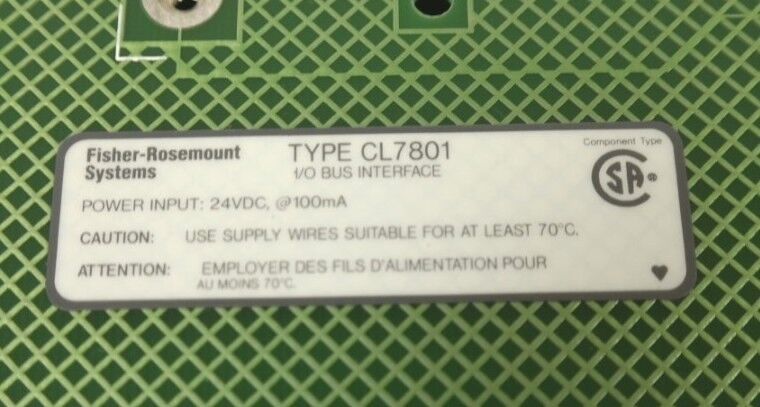 Fisher-Rosemount
Systems
TYPE CL7801
I/O BUS INTERFACE
Component Type
SA ®
POWER INPUT: 24VDC, @100mA
CAUTION: USE SUPPLY WIRES SUITABLE FOR AT LEAST 70°C.
ATTENTION: EMPLOYER DES FILS D'ALIMENTATION POUR
AU MOINS 70°C.